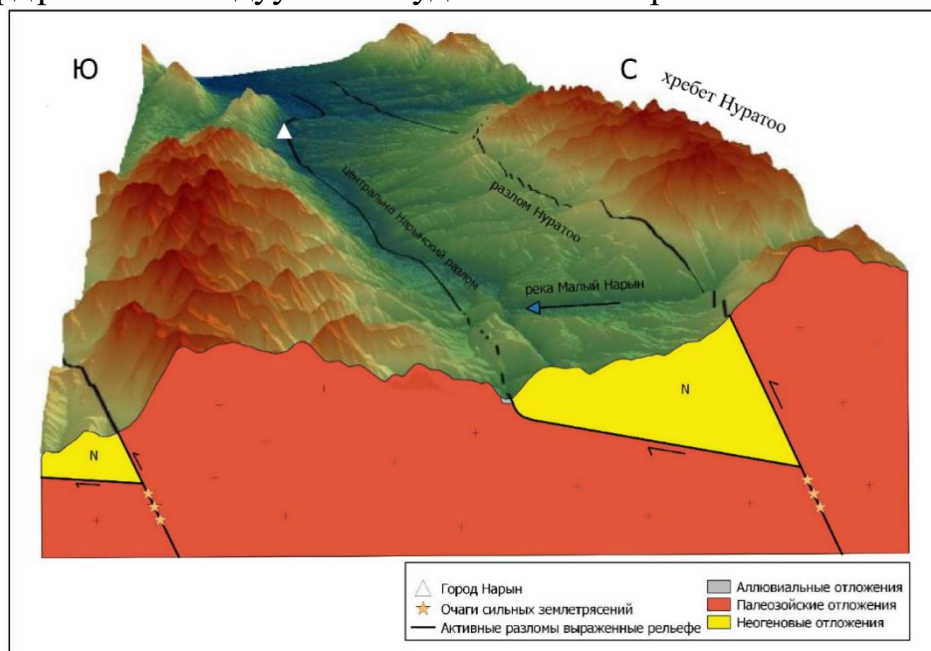 Ю
С
хребет Нуратоо
центрально Нарынский разлом
разлом Нуратоо
река Малый Нарын
N
N
Город Нарын
Очаги сильных землетрясений
Активные разломы выраженные рельефе
Аллювиальные отложения
Палеозойские отложения
Неогеновые отложения